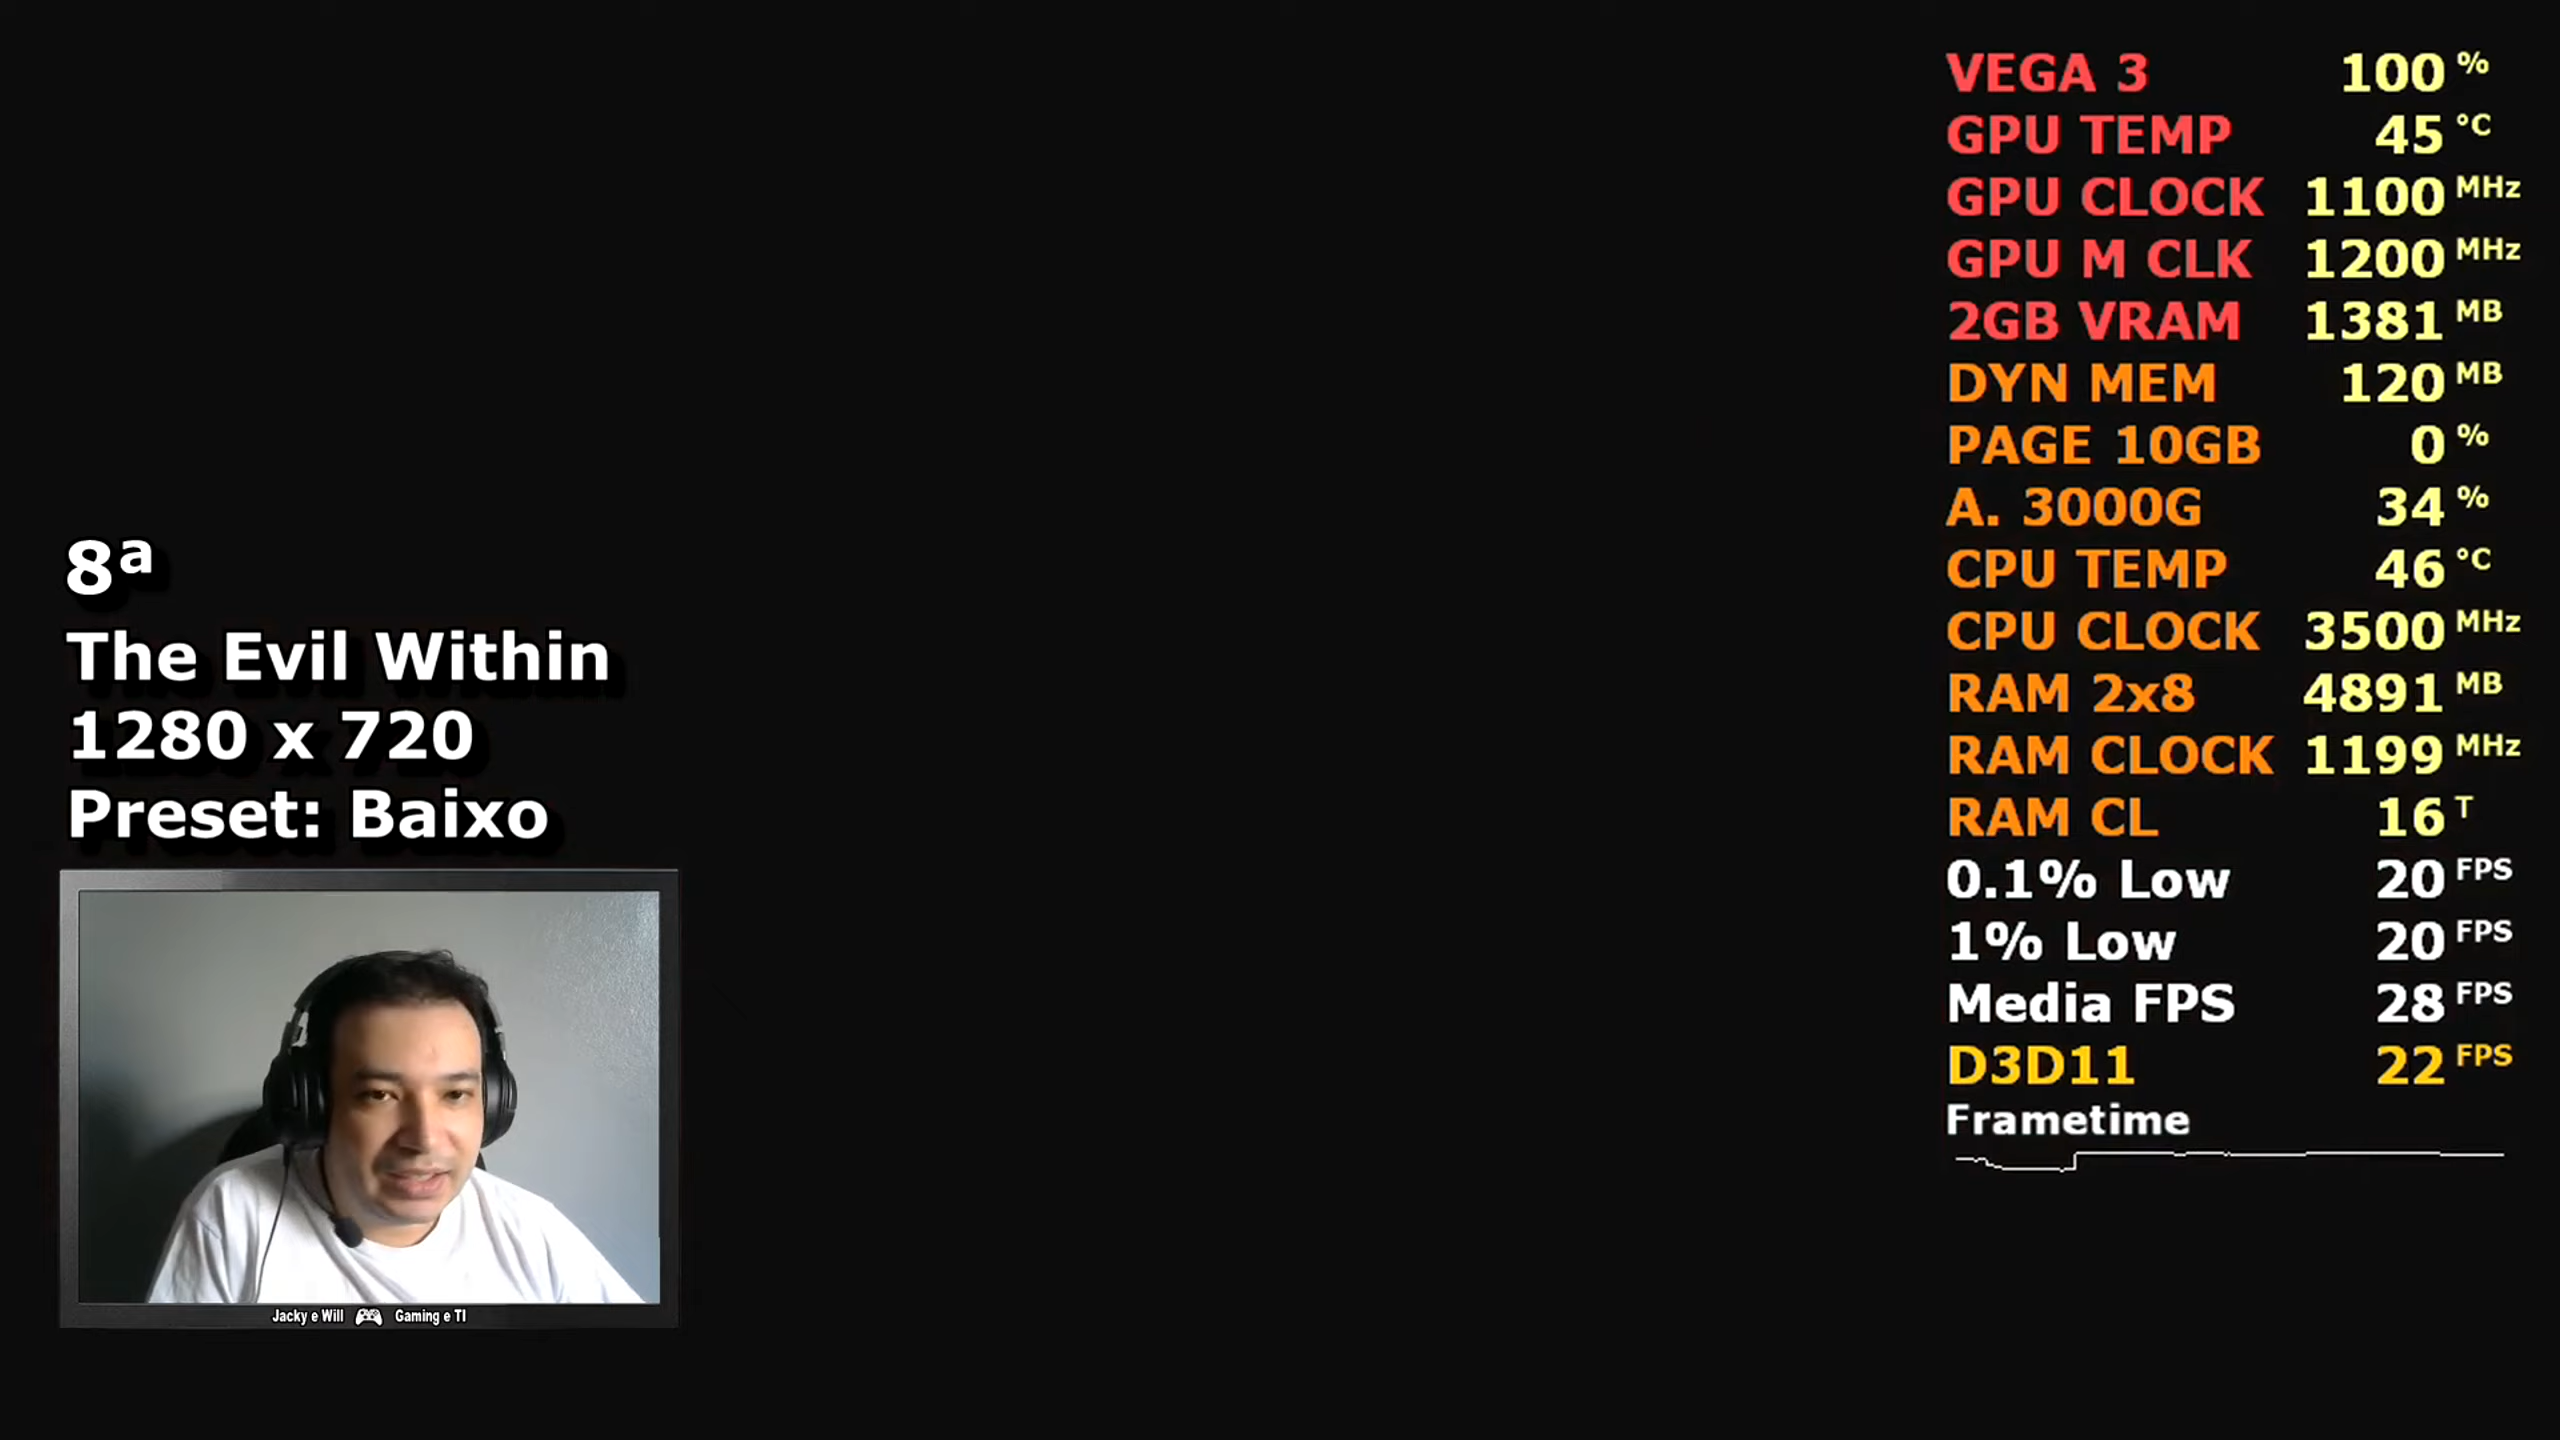 8ª
The Evil Within
1280 x 720
Preset: Baixo
Jacky e Will Gaming e TI
VEGA 3 100 %
GPU TEMP 45 °C
GPU CLOCK 1100 MHz
GPU M CLK 1200 MHz
2GB VRAM 1381 MB
DYN MEM 120 MB
PAGE 10GB 0 %
A. 3000G 34 %
CPU TEMP 46 °C
CPU CLOCK 3500 MHz
RAM 2x8 4891 MB
RAM CLOCK 1199 MHz
RAM CL 16 T
0.1% Low 20 FPS
1% Low 20 FPS
Media FPS 28 FPS
D3D11 22 FPS
Frametime